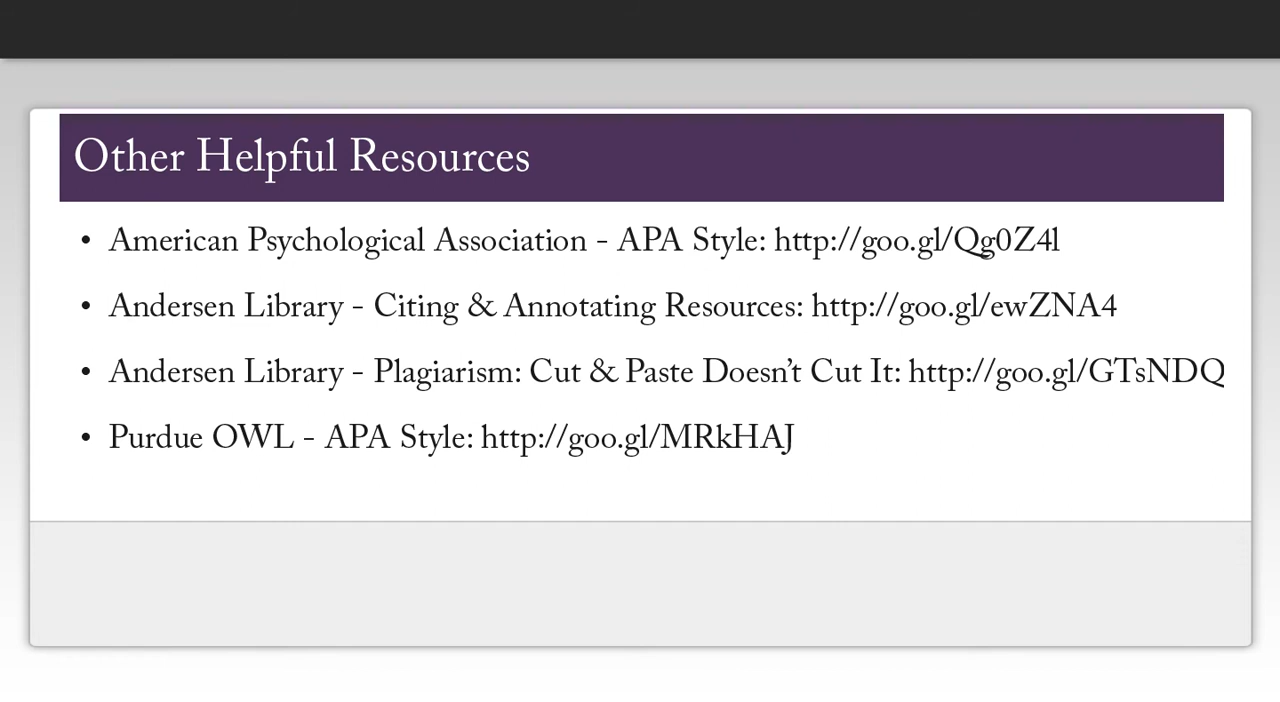 Other Helpful Resources
• American Psychological Association - APA Style: http://goo.gl/Qg0Z4l
• Andersen Library - Citing & Annotating Resources: http://goo.gl/ewZNA4
• Andersen Library - Plagiarism: Cut & Paste Doesn’t Cut It: http://goo.gl/GTsNDQ
• Purdue OWL - APA Style: http://goo.gl/MRkHAJ